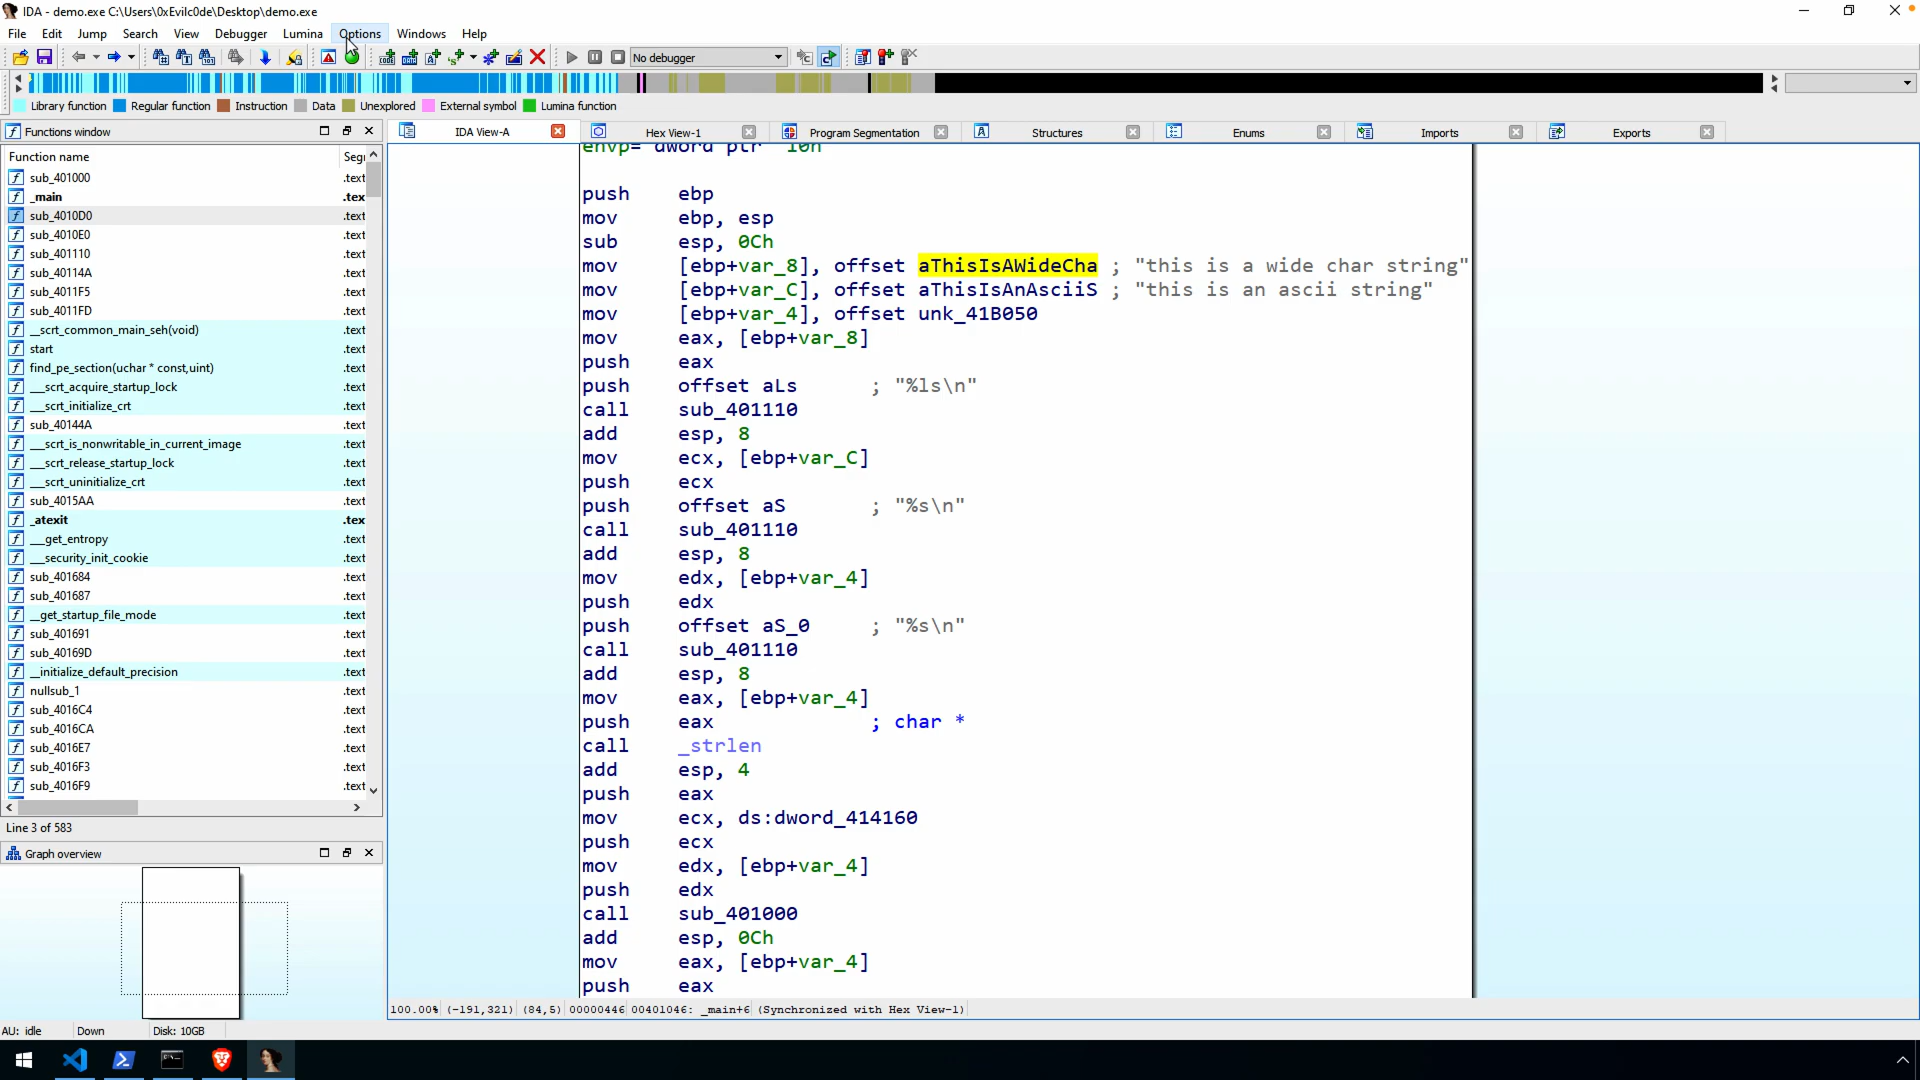 IDA - demo.exe C:\Users\0xEvilc0de\Desktop\demo.exe
File Edit Jump Search View Debugger Lumina Options Windows Help
No debugger
Library function Regular function Instruction Data Unexplored External symbol Lumina function
Functions window
IDA View-A Hex View-1 Program Segmentation Structures Enums Imports Exports
Function name Segi
sub_401000 .text
_main .tex
sub_4010D0 .text
sub_4010E0 .text
sub_401110 .text
sub_40114A .text
sub_4011F5 .text
sub_4011FD .text
__scrt_common_main_seh(void) .text
start .text
find_pe_section(uchar * const,uint) .text
___scrt_acquire_startup_lock .text
___scrt_initialize_crt .text
sub_40144A .text
___scrt_is_nonwritable_in_current_image .text
___scrt_release_startup_lock .text
___scrt_uninitialize_crt .text
sub_4015AA .text
_atexit .tex
___get_entropy .text
___security_init_cookie .text
sub_401684 .text
sub_401687 .text
__get_startup_file_mode .text
sub_401691 .text
sub_40169D .text
__initialize_default_precision .text
nullsub_1 .text
sub_4016C4 .text
sub_4016CA .text
sub_4016E7 .text
sub_4016F3 .text
sub_4016F9 .text
Line 3 of 583
Graph overview
envp= dword ptr 10h
push ebp
mov ebp, esp
sub esp, 0Ch
mov [ebp+var_8], offset aThisIsAWideCha ; "this is a wide char string"
mov [ebp+var_C], offset aThisIsAnAsciiS ; "this is an ascii string"
mov [ebp+var_4], offset unk_41B050
mov eax, [ebp+var_8]
push eax
push offset aLs ; "%ls\n"
call sub_401110
add esp, 8
mov ecx, [ebp+var_C]
push ecx
push offset aS ; "%s\n"
call sub_401110
add esp, 8
mov edx, [ebp+var_4]
push edx
push offset aS_0 ; "%s\n"
call sub_401110
add esp, 8
mov eax, [ebp+var_4]
push eax ; char *
call _strlen
add esp, 4
push eax
mov ecx, ds:dword_414160
push ecx
mov edx, [ebp+var_4]
push edx
call sub_401000
add esp, 0Ch
mov eax, [ebp+var_4]
push eax
100.00% (-191,321) (84,5) 00000446 00401046: _main+6 (Synchronized with Hex View-1)
AU: idle Down Disk: 10GB